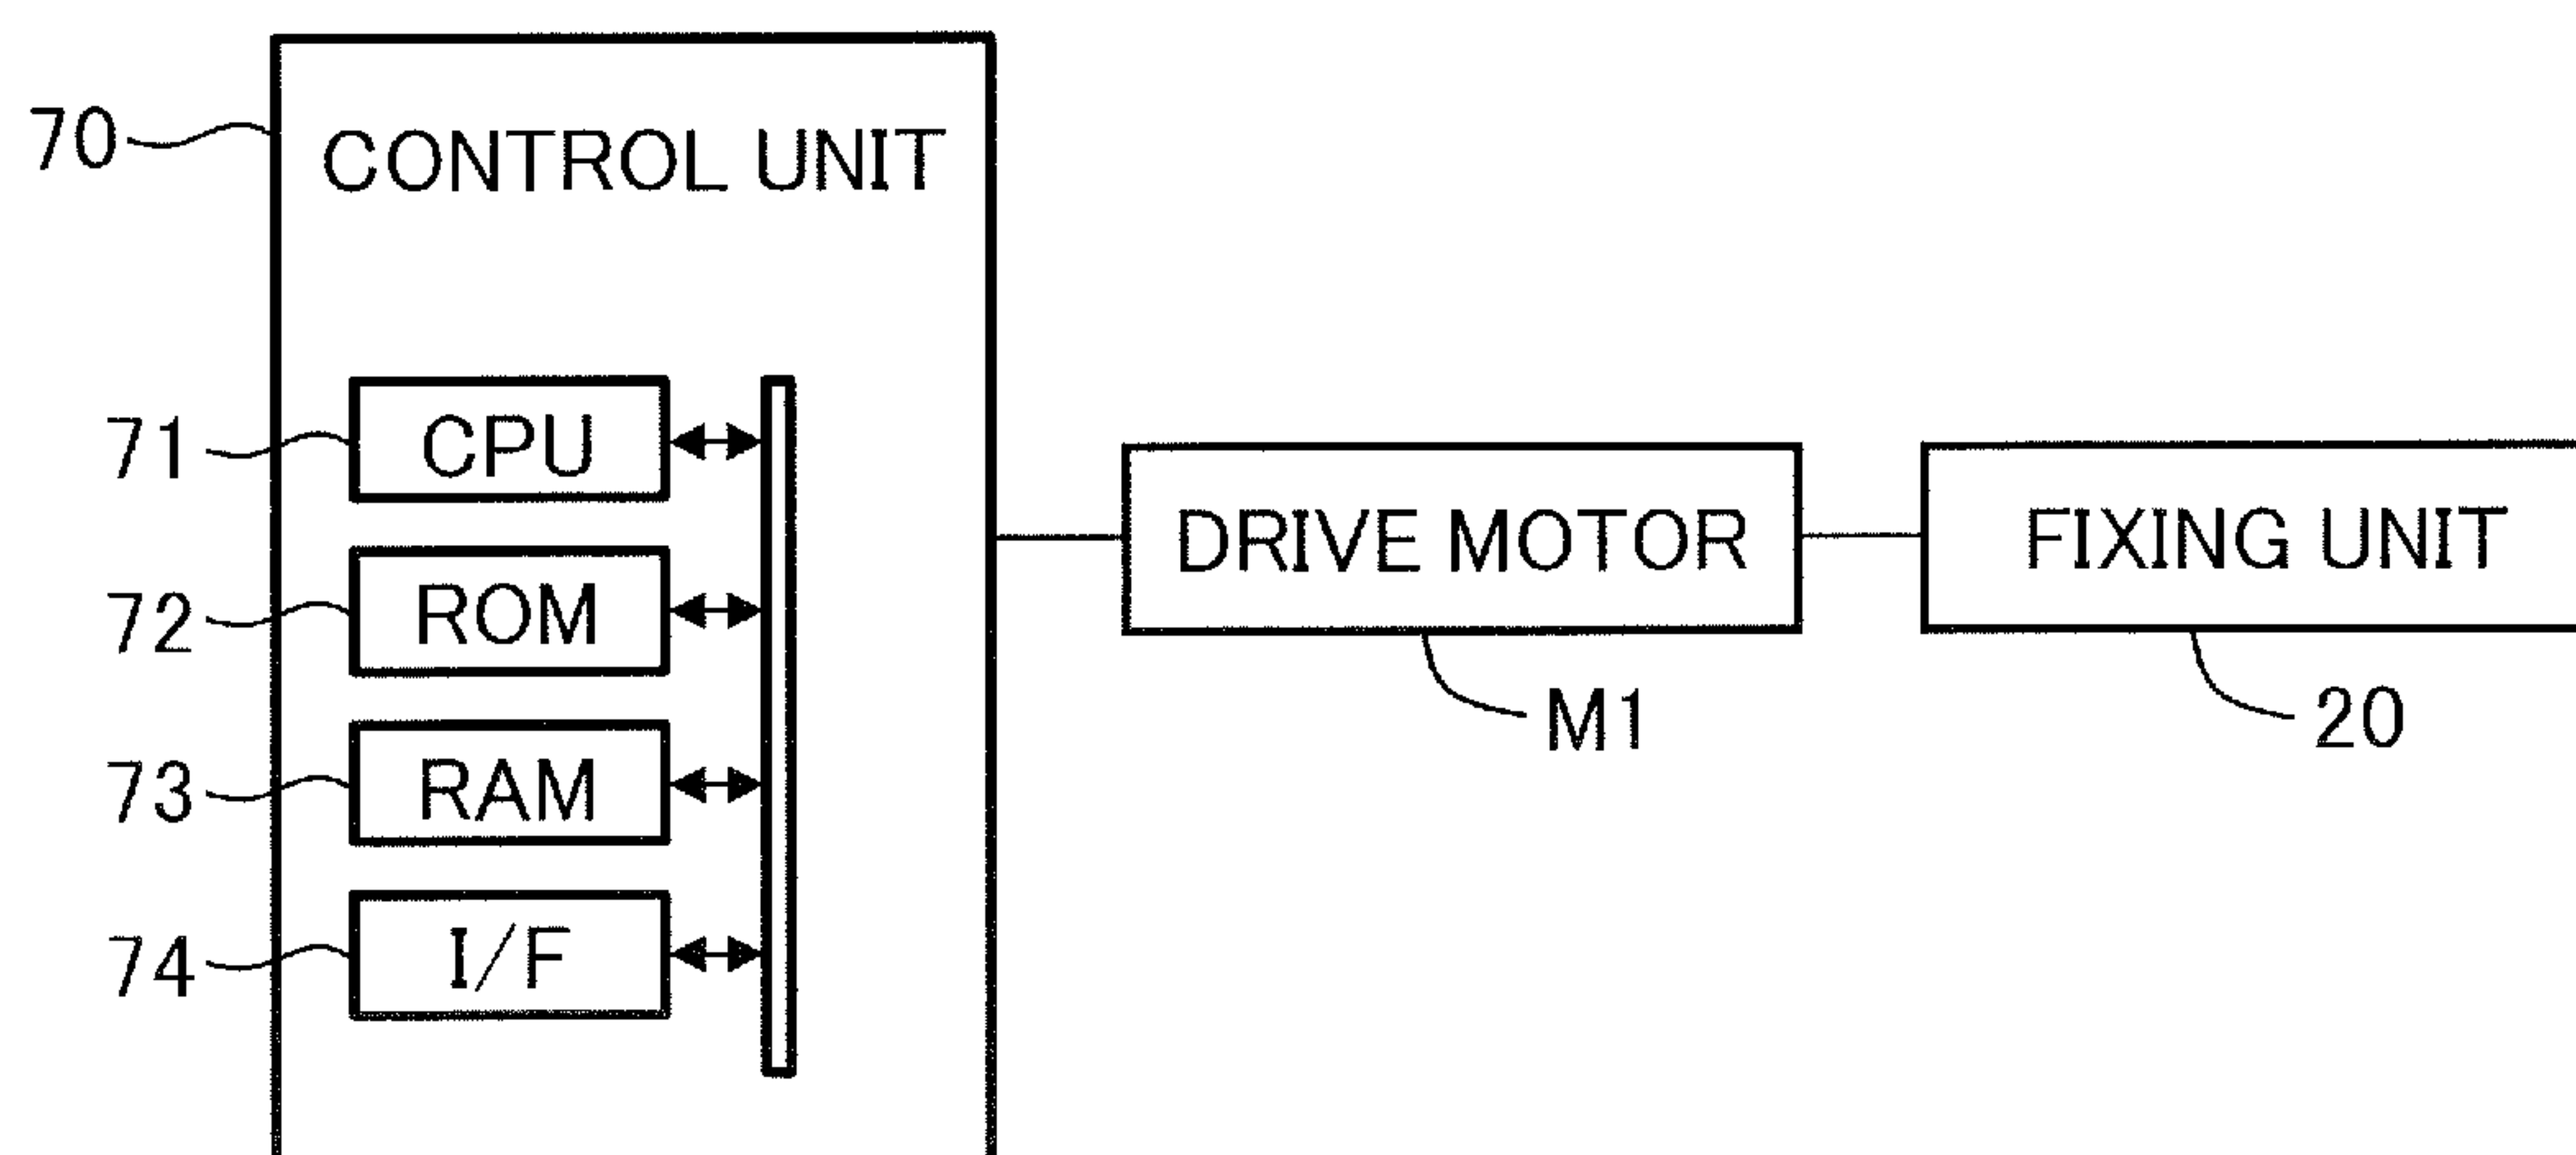 70
CONTROL UNIT
71
CPU
72
ROM
73
RAM
74
I/F
DRIVE MOTOR
M1
FIXING UNIT
20